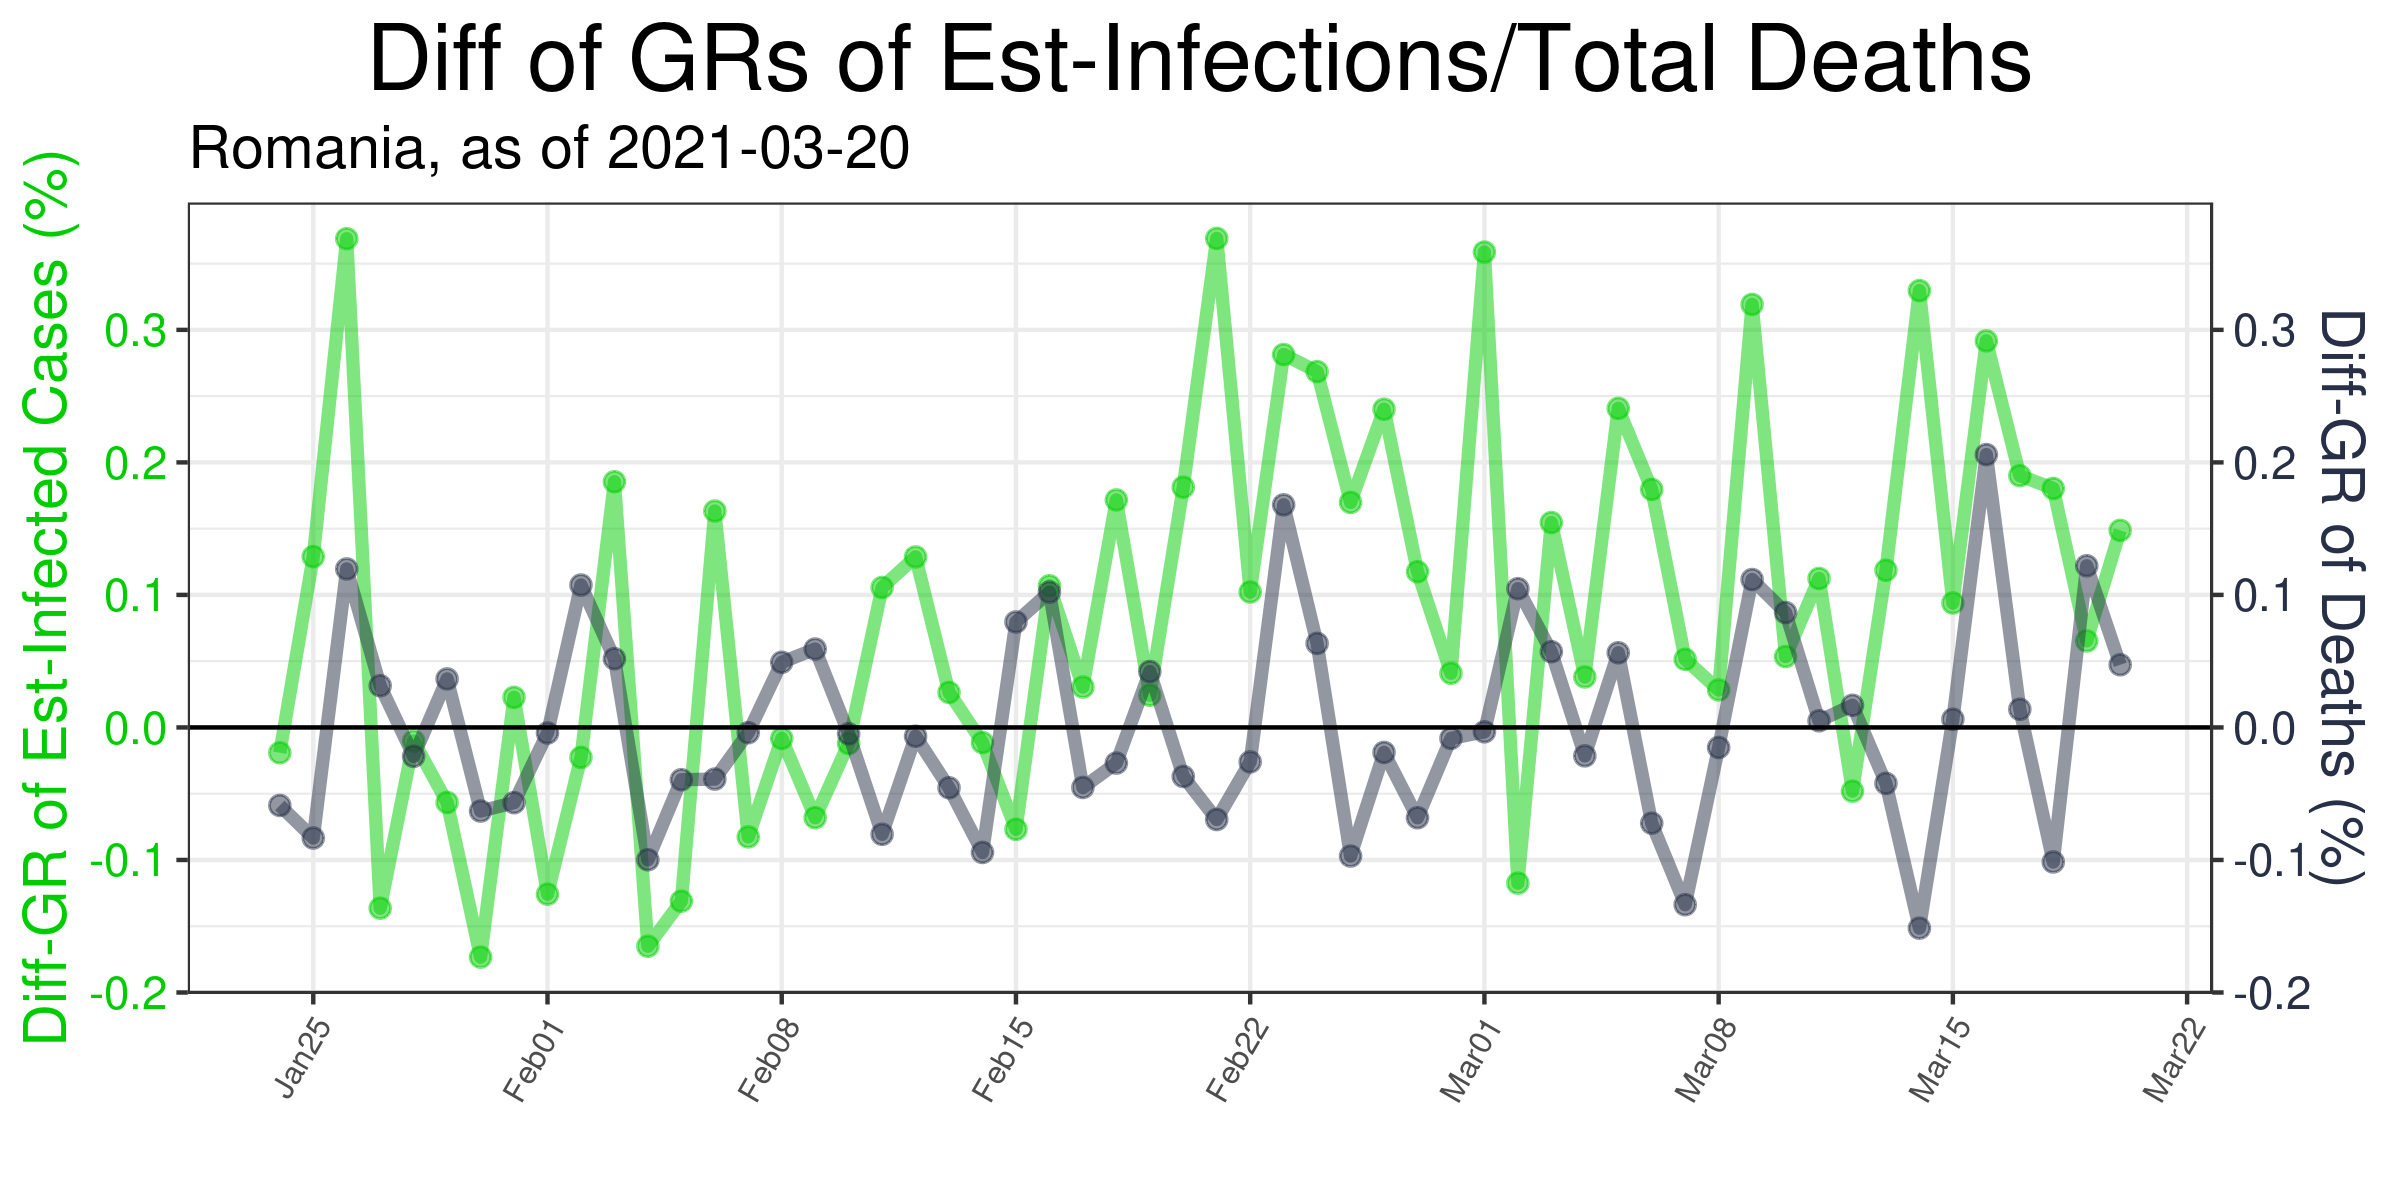 Diff of GRs of Est-Infections/Total Deaths
Romania, as of 2021-03-20
Diff-GR of Est-Infected Cases (%)
0.3
0.2
0.1
0.0
-0.1
-0.2
0.3
0.2
0.1
0.0
-0.1
-0.2
Diff-GR of Deaths (%)
Jan25
Feb01
Feb08
Feb15
Feb22
Mar01
Mar08
Mar15
Mar22